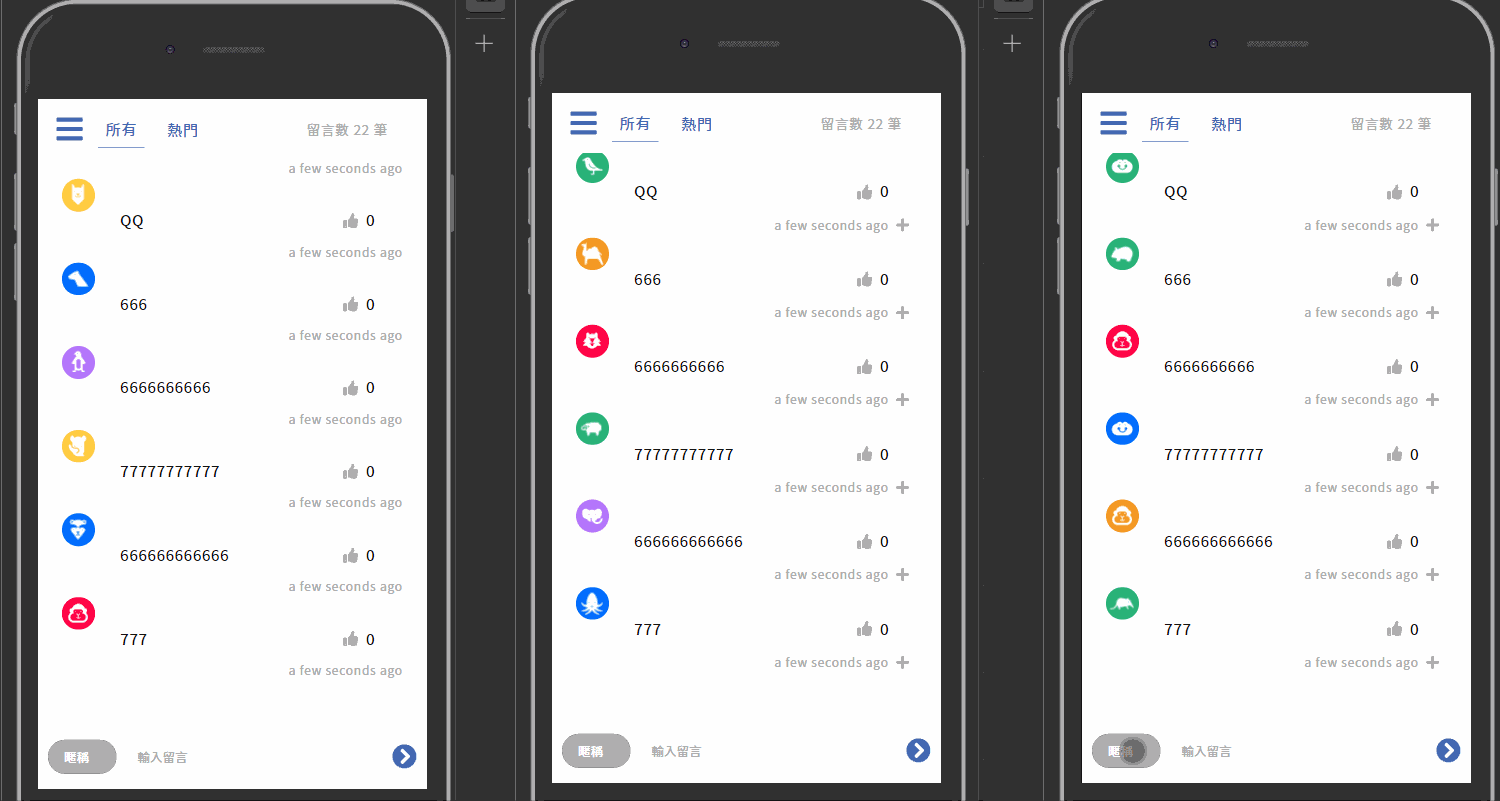 所有 熱門 留言數 22 筆
a few seconds ago
QQ 0
a few seconds ago
666 0
a few seconds ago
6666666666 0
a few seconds ago
77777777777 0
a few seconds ago
666666666666 0
a few seconds ago
777 0
a few seconds ago
暱稱 輸入留言
所有 熱門 留言數 22 筆
QQ 0
a few seconds ago
666 0
a few seconds ago
6666666666 0
a few seconds ago
77777777777 0
a few seconds ago
666666666666 0
a few seconds ago
777 0
a few seconds ago
暱稱 輸入留言
所有 熱門 留言數 22 筆
QQ 0
a few seconds ago
666 0
a few seconds ago
6666666666 0
a few seconds ago
77777777777 0
a few seconds ago
666666666666 0
a few seconds ago
777 0
a few seconds ago
暱稱 輸入留言